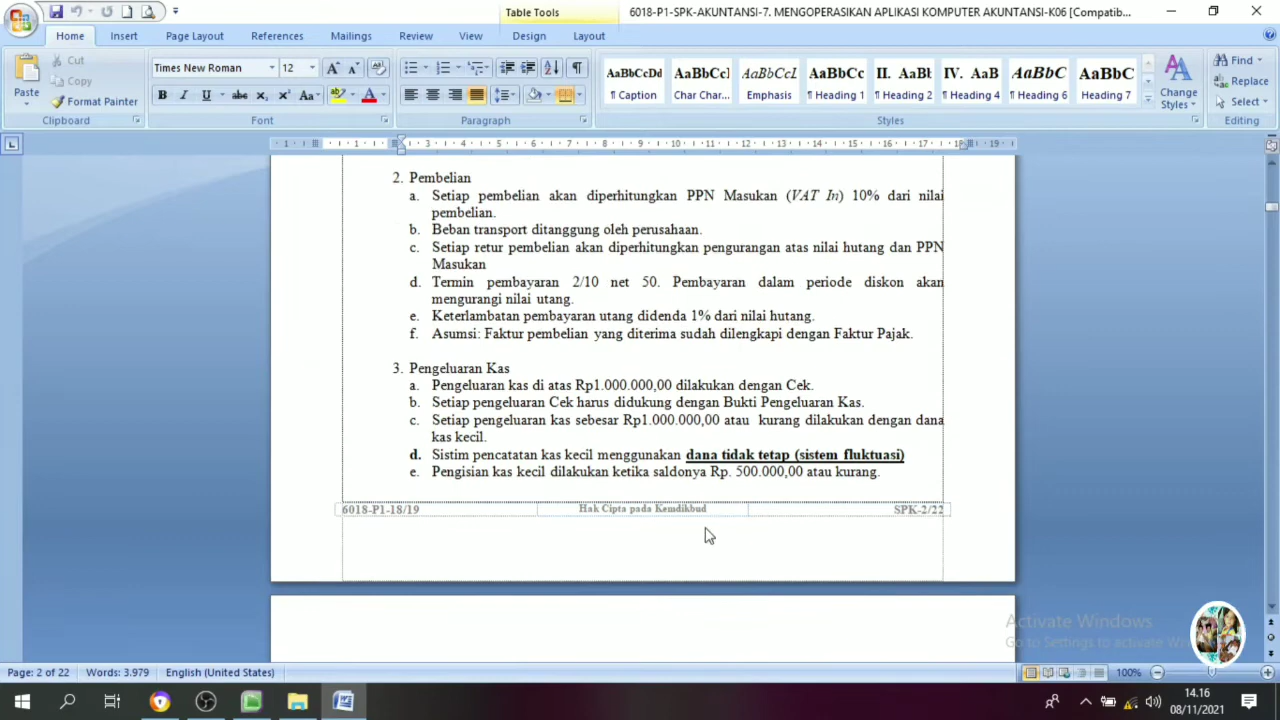 Table Tools
6018-P1-SPK-AKUNTANSI-7. MENGOPERASIKAN APLIKASI KOMPUTER AKUNTANSI-K06 [Compatib...
Home Insert Page Layout References Mailings Review View Design Layout
Cut
Copy
Format Painter
Paste
Clipboard
Times New Roman 12
Font
Paragraph
AaBbCcDd AaBbCcI AaBbCcL AaBbCc II. AaBb IV. AaB AaBbC AaBbC
¶ Caption Char Char... Emphasis ¶ Heading 1 ¶ Heading 2 ¶ Heading 4 ¶ Heading 6 ¶ Heading 7
Change
Styles
Styles
Find
Replace
Select
Editing
2. Pembelian
a. Setiap pembelian akan diperhitungkan PPN Masukan (VAT In) 10% dari nilai
pembelian.
b. Beban transport ditanggung oleh perusahaan.
c. Setiap retur pembelian akan diperhitungkan pengurangan atas nilai hutang dan PPN
Masukan
d. Termin pembayaran 2/10 net 50. Pembayaran dalam periode diskon akan
mengurangi nilai utang.
e. Keterlambatan pembayaran utang didenda 1% dari nilai hutang.
f. Asumsi: Faktur pembelian yang diterima sudah dilengkapi dengan Faktur Pajak.
3. Pengeluaran Kas
a. Pengeluaran kas di atas Rp1.000.000,00 dilakukan dengan Cek.
b. Setiap pengeluaran Cek harus didukung dengan Bukti Pengeluaran Kas.
c. Setiap pengeluaran kas sebesar Rp1.000.000,00 atau kurang dilakukan dengan dana
kas kecil.
d. Sistim pencatatan kas kecil menggunakan dana tidak tetap (sistem fluktuasi)
e. Pengisian kas kecil dilakukan ketika saldonya Rp. 500.000,00 atau kurang.
6018-P1-18/19 Hak Cipta pada Kemdikbud SPK-2/22
Activate Windows
Go to Settings to activate
Page: 2 of 22 Words: 3.979 English (United States) 100%
14.16
08/11/2021